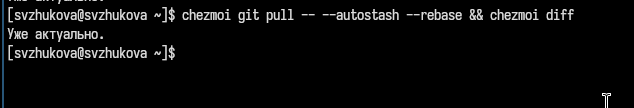 [svzhukova@svzhukova ~]$ chezmoi git pull -- --autostash --rebase && chezmoi diff
Уже актуально.
[svzhukova@svzhukova ~]$